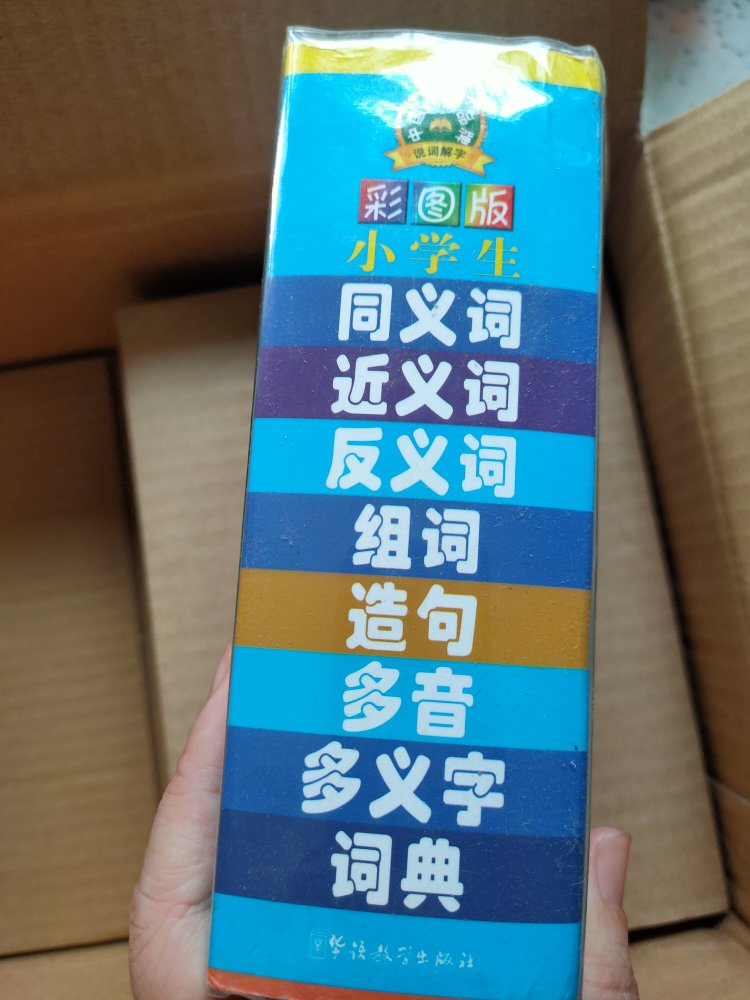 说词解字
彩图版
小学生
同义词
近义词
反义词
组词
造句
多音
多义字
词典
华语教学出版社